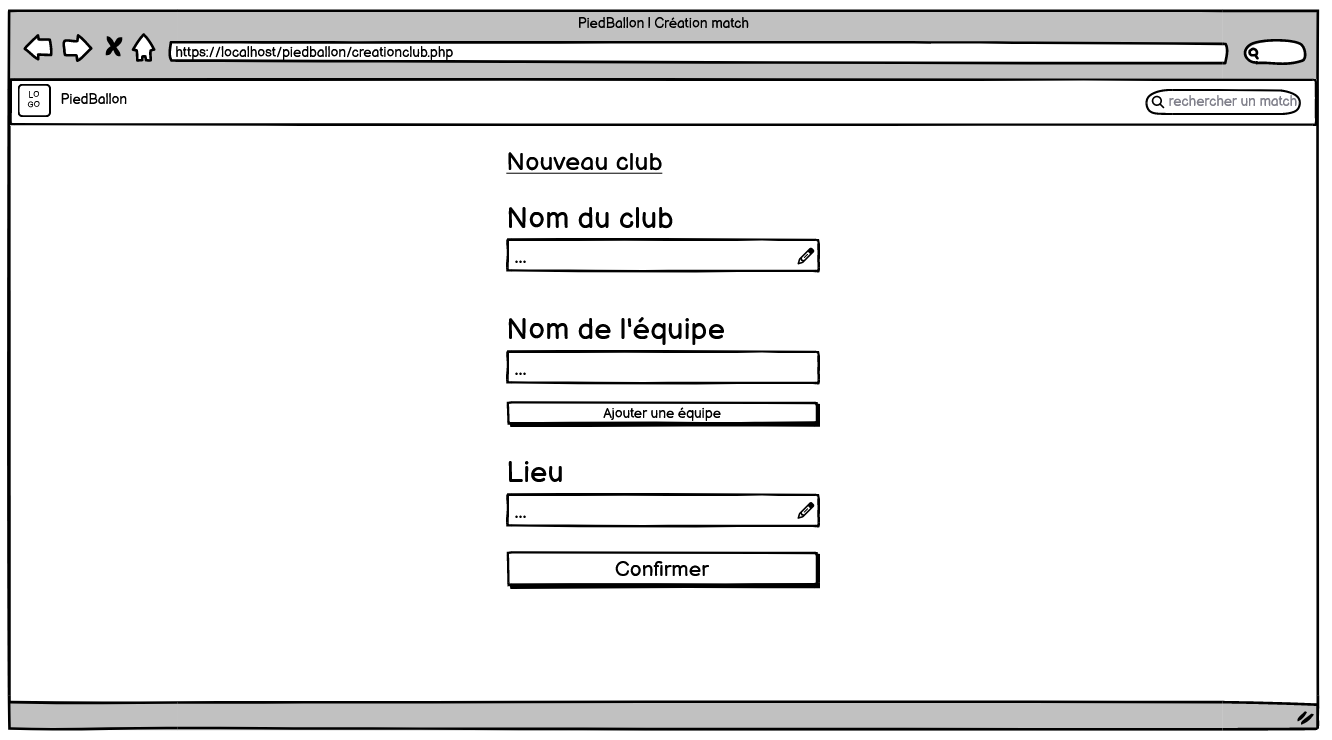 PiedBallon | Création match
https://localhost/piedballon/creationclub.php
LO
GO
PiedBallon
rechercher un match
Nouveau club
Nom du club
...
Nom de l'équipe
...
Ajouter une équipe
Lieu
...
Confirmer